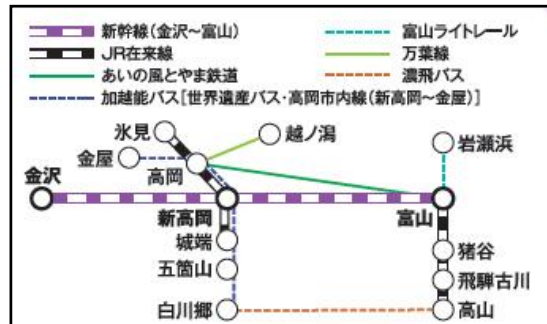 新幹線(金沢～富山)
富山ライトレール
JR在来線
万葉線
あいの風とやま鉄道
濃飛バス
加越能バス[世界遺産バス・高岡市内線(新高岡～金屋)]
氷見
越ノ潟
金屋
岩瀬浜
高岡
金沢
新高岡
富山
城端
猪谷
五箇山
飛騨古川
白川郷
高山